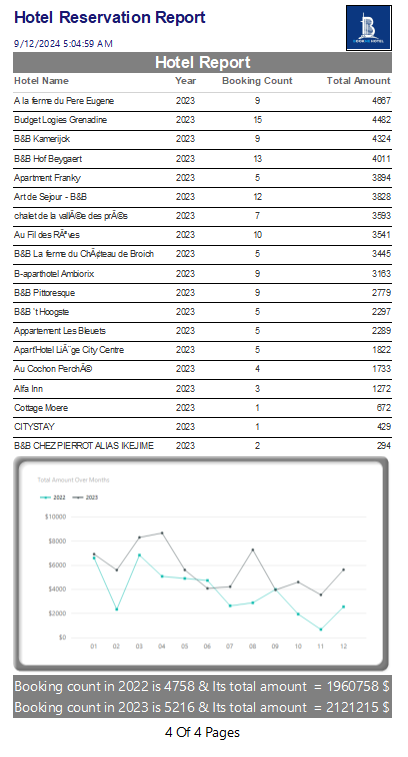 Hotel Reservation Report
9/12/2024 5:04:59 AM
Hotel Report
Hotel Name Year Booking Count Total Amount
A la ferme du Pere Eugene 2023 9 4667
Budget Logies Grenadine 2023 15 4482
B&B Kamerijck 2023 9 4324
B&B Hof Beygaert 2023 13 4011
Apartment Franky 2023 5 3894
Art de Sejour - B&B 2023 12 3828
chalet de la vallÃ©e des prÃ©s 2023 7 3593
Au Fil des RÃªves 2023 10 3541
B&B La ferme du ChÃ¢teau de Broich 2023 5 3445
B-aparthotel Ambiorix 2023 9 3163
B&B Pittoresque 2023 9 2779
B&B 't Hoogste 2023 5 2297
Appartement Les Bleuets 2023 5 2289
Apart'Hotel LiÃ¨ge City Centre 2023 5 1822
Au Cochon PerchÃ© 2023 4 1733
Alfa Inn 2023 3 1272
Cottage Moere 2023 1 672
CITYSTAY 2023 1 429
B&B CHEZ PIERROT ALIAS IKEJIME 2023 2 294
Total Amount Over Months
2022 2023
$10000
$8000
$6000
$4000
$2000
$0
01 02 03 04 05 06 07 08 09 10 11 12
Booking count in 2022 is 4758 & Its total amount = 1960758 $
Booking count in 2023 is 5216 & Its total amount = 2121215 $
4 Of 4 Pages